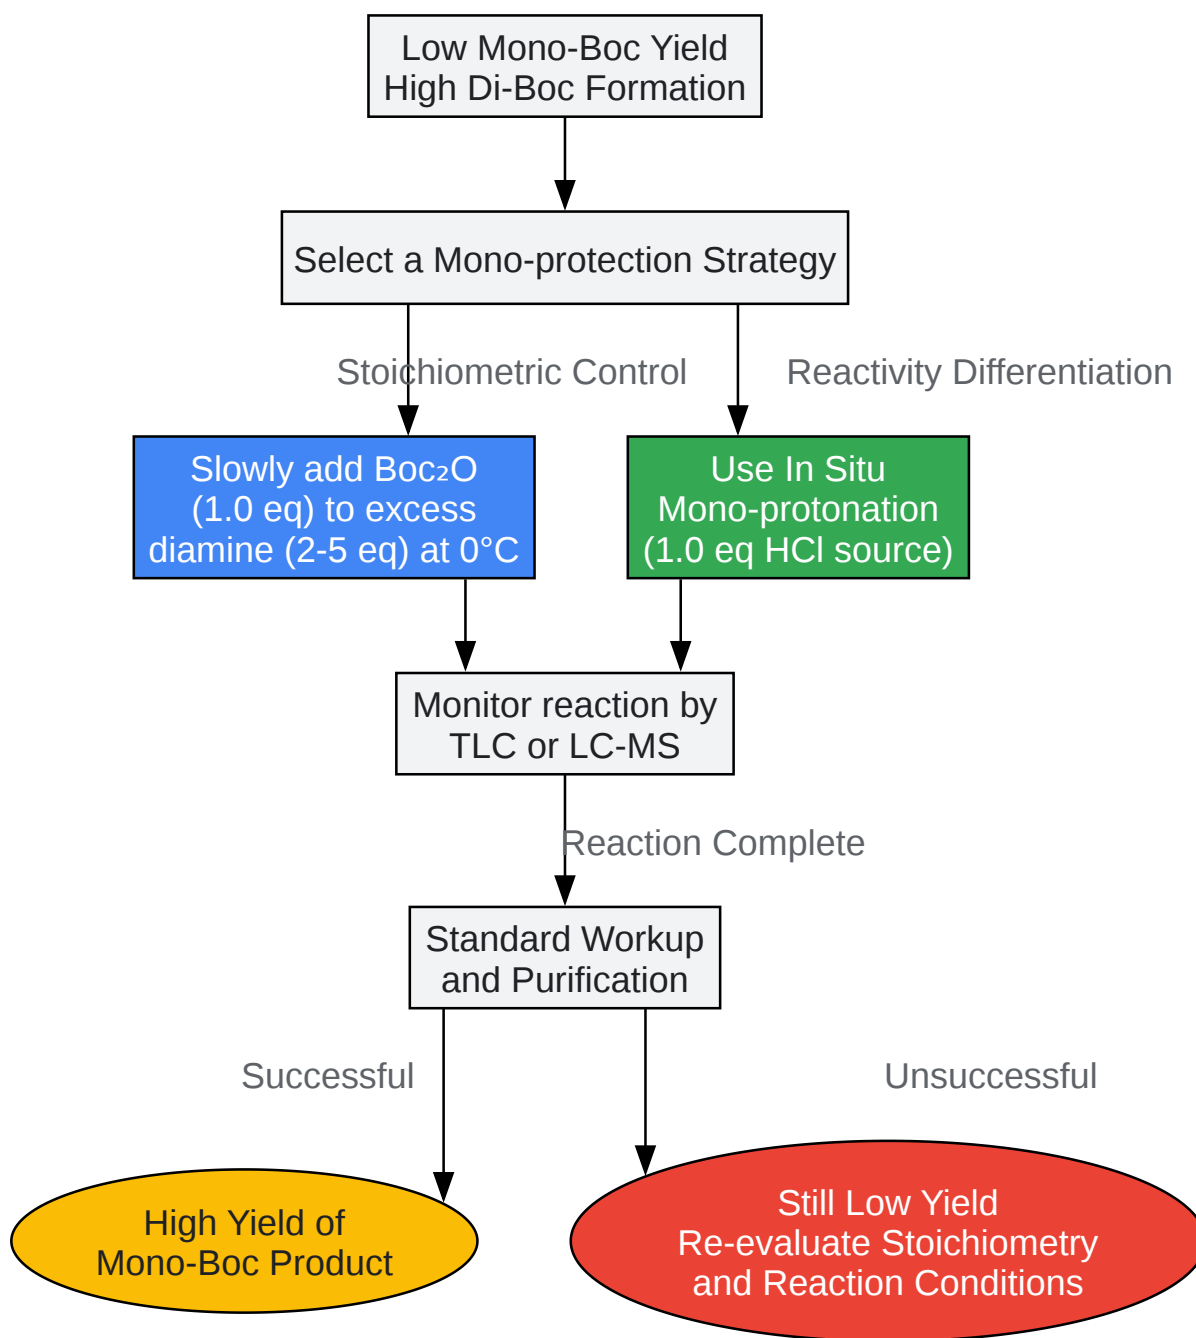 Low Mono-Boc Yield
High Di-Boc Formation
Select a Mono-protection Strategy
Stoichiometric Control
Reactivity Differentiation
Slowly add Boc₂O
(1.0 eq) to excess
diamine (2-5 eq) at 0°C
Use In Situ
Mono-protonation
(1.0 eq HCl source)
Monitor reaction by
TLC or LC-MS
Reaction Complete
Standard Workup
and Purification
Successful
Unsuccessful
High Yield of
Mono-Boc Product
Still Low Yield
Re-evaluate Stoichiometry
and Reaction Conditions